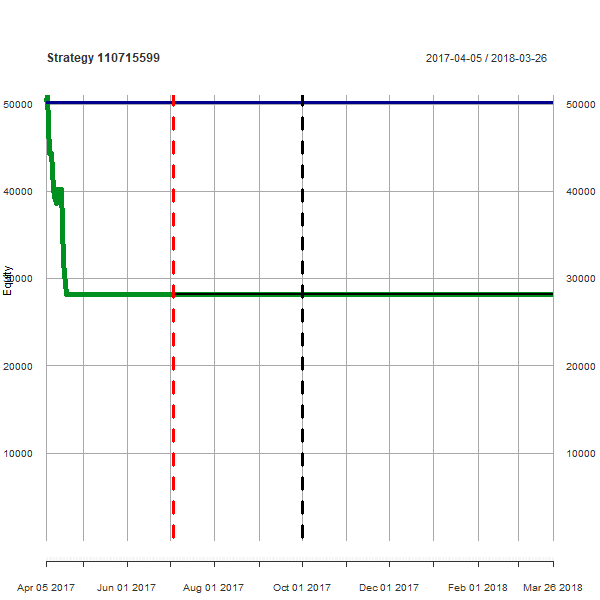 Strategy 110715599
2017-04-05 / 2018-03-26
50000
50000
40000
40000
Equity
30000
30000
20000
20000
10000
10000
Apr 05 2017
Jun 01 2017
Aug 01 2017
Oct 01 2017
Dec 01 2017
Feb 01 2018
Mar 26 2018